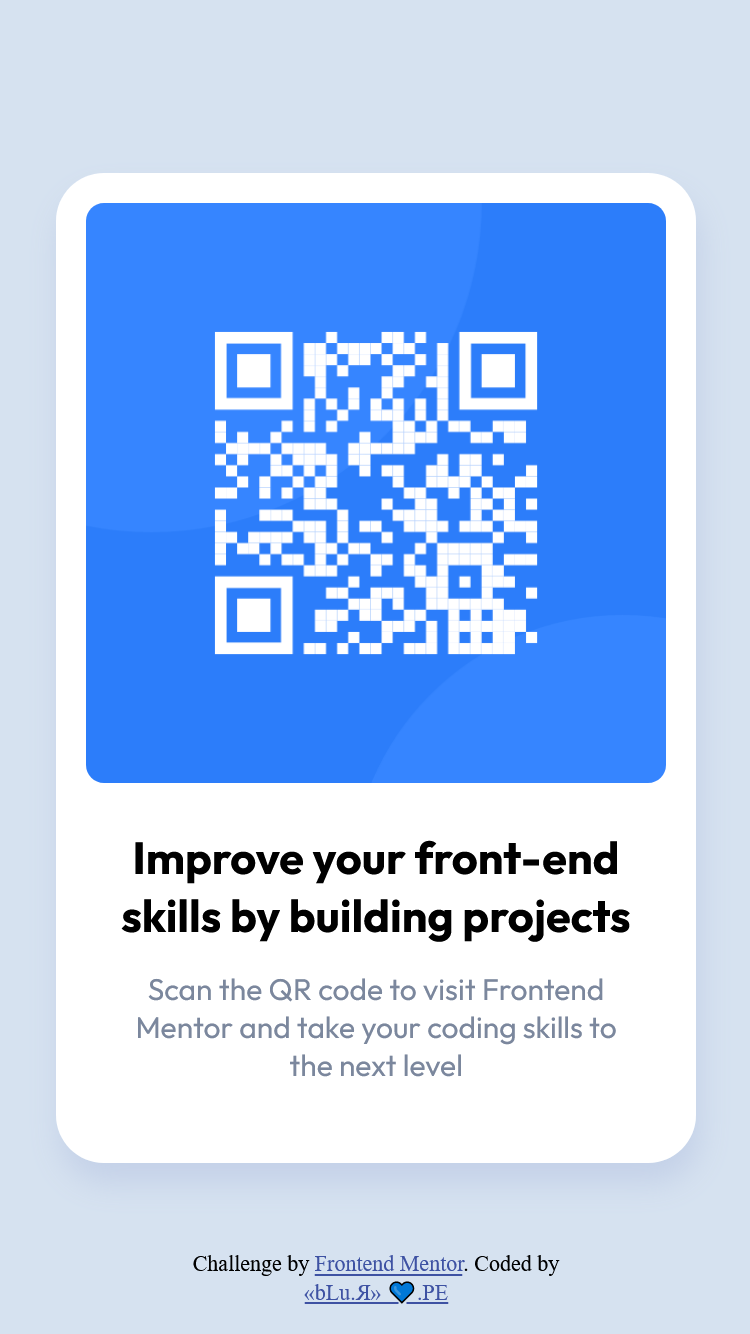 Improve your front-end
skills by building projects
Scan the QR code to visit Frontend
Mentor and take your coding skills to
the next level
Challenge by Frontend Mentor. Coded by
«bLu.Я» 💙.PE